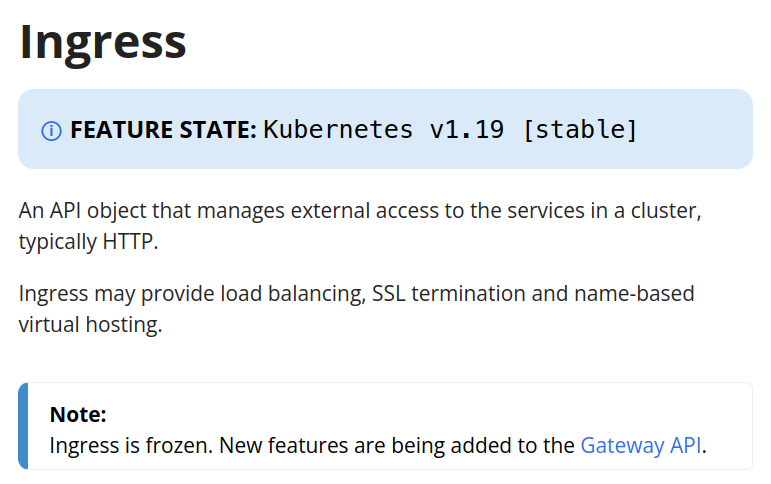 Ingress
FEATURE STATE: Kubernetes v1.19 [stable]
An API object that manages external access to the services in a cluster,
typically HTTP.
Ingress may provide load balancing, SSL termination and name-based
virtual hosting.
Note:
Ingress is frozen. New features are being added to the Gateway API.